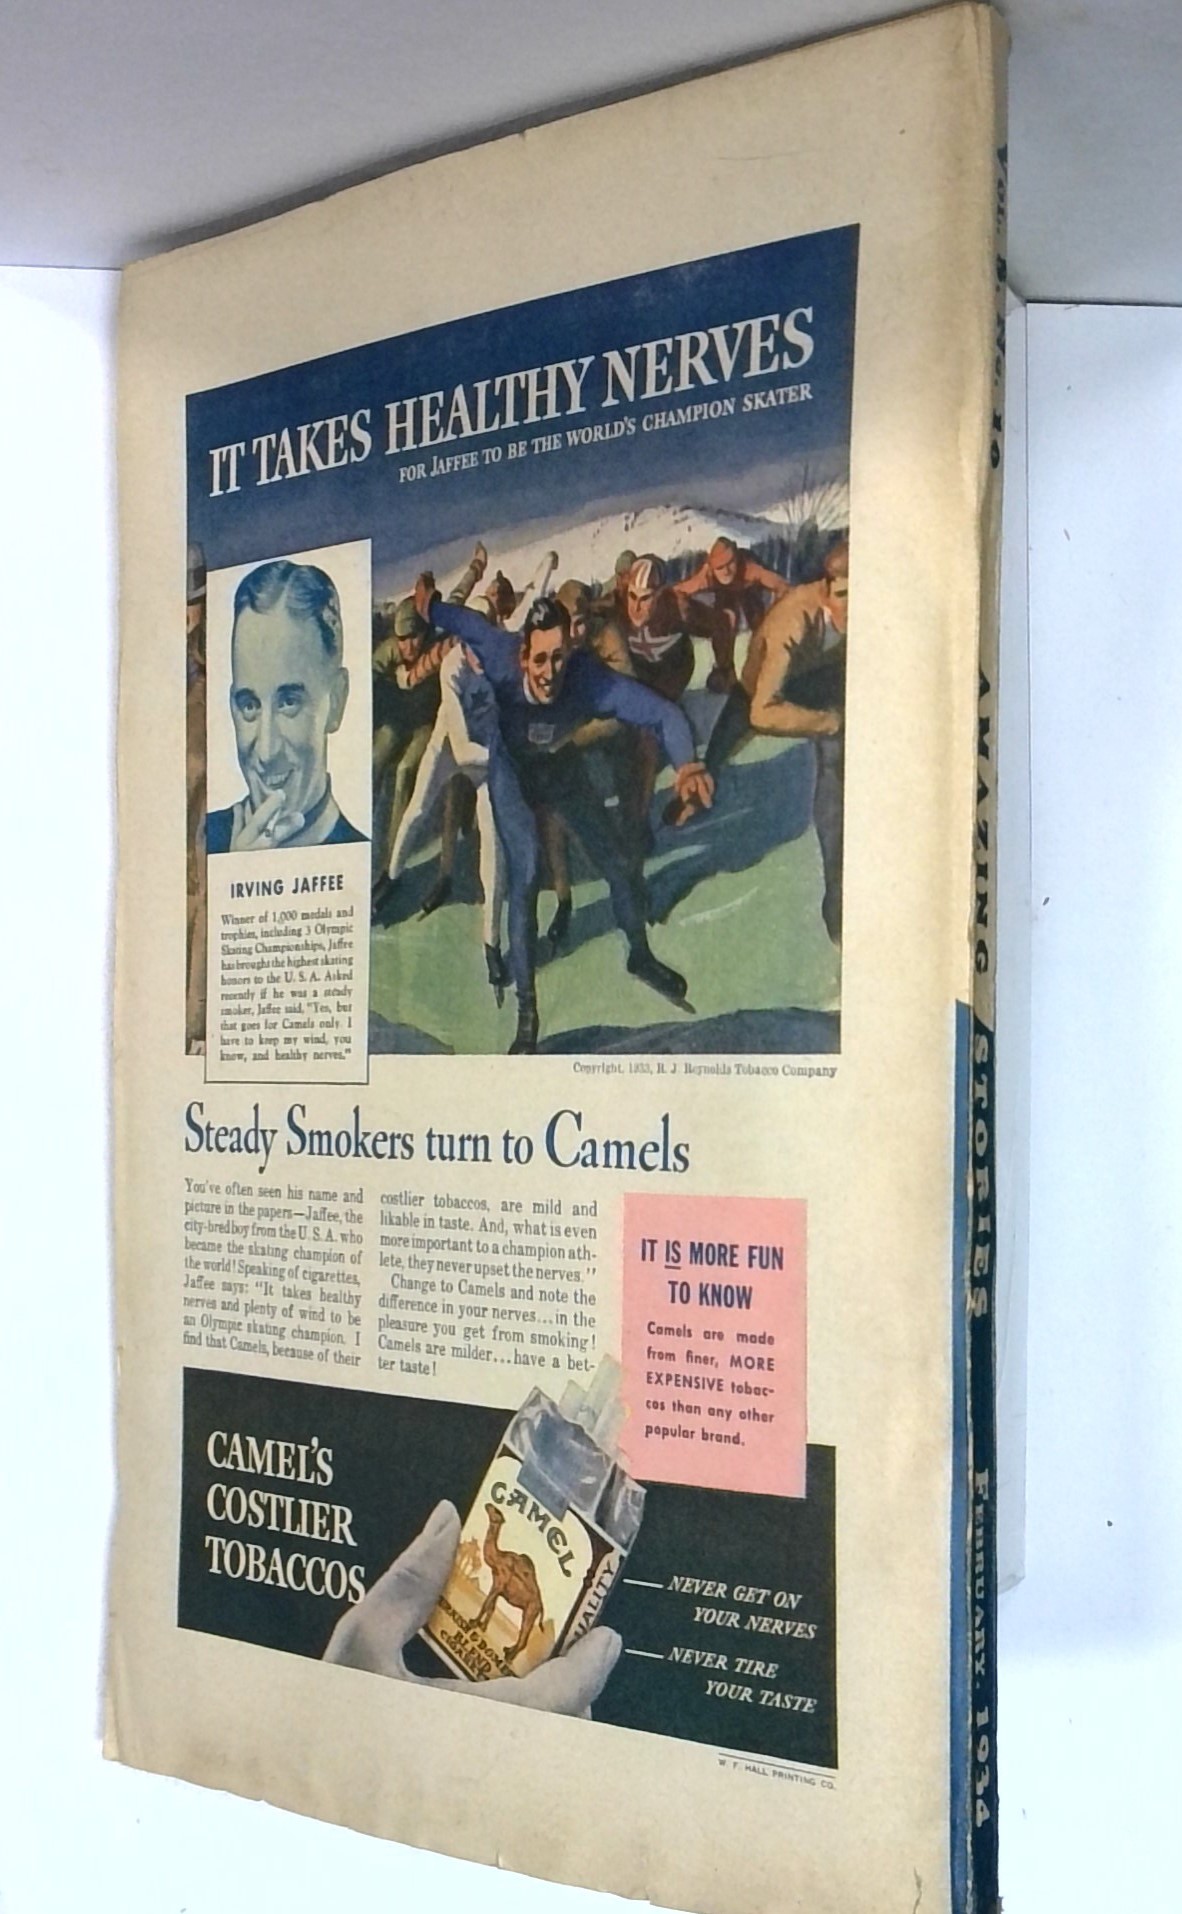 IT TAKES HEALTHY NERVES
FOR JAFFEE TO BE THE WORLD'S CHAMPION SKATER
IRVING JAFFEE
Winner of 1,000 medals and
trophies, including 3 Olympic
Skating Championships, Jaffee
has brought the highest skating
honors to the U. S. A. Asked
recently if he was a steady
smoker, Jaffee said, "Yes, but
that goes for Camels only. I
have to keep my wind, you
know, and healthy nerves."
Copyright, 1933, R. J. Reynolds Tobacco Company
Steady Smokers turn to Camels
You've often seen his name and
picture in the papers—Jaffee, the
city-bred boy from the U. S. A. who
became the skating champion of
the world! Speaking of cigarettes,
Jaffee says: "It takes healthy
nerves and plenty of wind to be
an Olympic skating champion. I
find that Camels, because of their
costlier tobaccos, are mild and
likable in taste. And, what is even
more important to a champion ath-
lete, they never upset the nerves."
Change to Camels and note the
difference in your nerves...in the
pleasure you get from smoking!
Camels are milder...have a bet-
ter taste!
IT IS MORE FUN
TO KNOW
Camels are made
from finer, MORE
EXPENSIVE tobac-
cos than any other
popular brand.
CAMEL'S
COSTLIER
TOBACCOS
CAMEL
BLEND
NEVER GET ON
YOUR NERVES
NEVER TIRE
YOUR TASTE
W. F. HALL PRINTING CO.
VOL. 8. No. 10
AMAZING STORIES
FEBRUARY, 1934